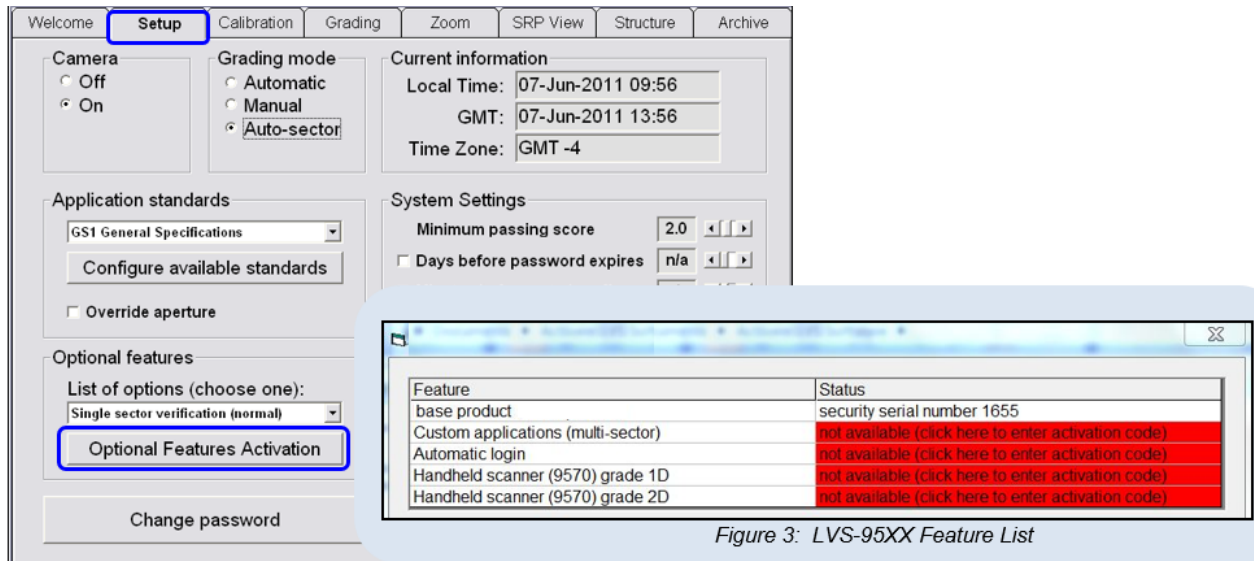 Welcome Setup Calibration Grading Zoom SRP View Structure Archive
Camera
Off
On
Grading mode
Automatic
Manual
Auto-sector
Current information
Local Time: 07-Jun-2011 09:56
GMT: 07-Jun-2011 13:56
Time Zone: GMT -4
Application standards
GS1 General Specifications
Configure available standards
Override aperture
System Settings
Minimum passing score 2.0
Days before password expires n/a
Optional features
List of options (choose one):
Single sector verification (normal)
Optional Features Activation
Change password
Feature Status
base product security serial number 1655
Custom applications (multi-sector) not available (click here to enter activation code)
Automatic login not available (click here to enter activation code)
Handheld scanner (9570) grade 1D not available (click here to enter activation code)
Handheld scanner (9570) grade 2D not available (click here to enter activation code)
Figure 3: LVS-95XX Feature List